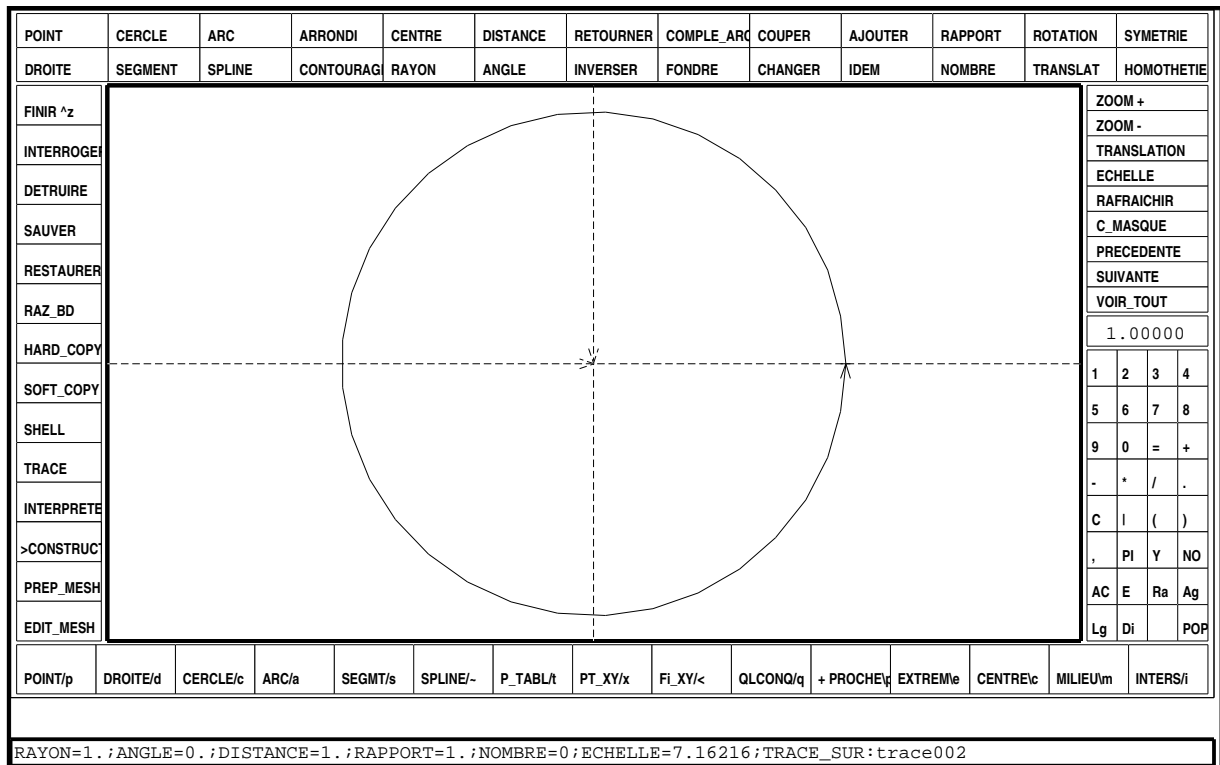 POINT CERCLE ARC ARRONDI CENTRE DISTANCE RETOURNER COMPLE_ARC COUPER AJOUTER RAPPORT ROTATION SYMETRIE
DROITE SEGMENT SPLINE CONTOURAG RAYON ANGLE INVERSER FONDRE CHANGER IDEM NOMBRE TRANSLAT HOMOTHETIE
FINIR ^z
INTERROGER
DETRUIRE
SAUVER
RESTAURER
RAZ_BD
HARD_COPY
SOFT_COPY
SHELL
TRACE
INTERPRETE
>CONSTRUCT
PREP_MESH
EDIT_MESH
ZOOM +
ZOOM -
TRANSLATION
ECHELLE
RAFRAICHIR
C_MASQUE
PRECEDENTE
SUIVANTE
VOIR_TOUT
1.00000
1 2 3 4
5 6 7 8
9 0 = +
- * / .
C | ( )
, PI Y NO
AC E Ra Ag
Lg Di POP
POINT/p DROITE/d CERCLE/c ARC/a SEGMT/s SPLINE/~ P_TABL/t PT_XY/x Fi_XY/< QLCONQ/q + PROCHE\p EXTREM\e CENTRE\c MILIEU\m INTERS/i
RAYON=1.;ANGLE=0.;DISTANCE=1.;RAPPORT=1.;NOMBRE=0;ECHELLE=7.16216;TRACE_SUR:trace002